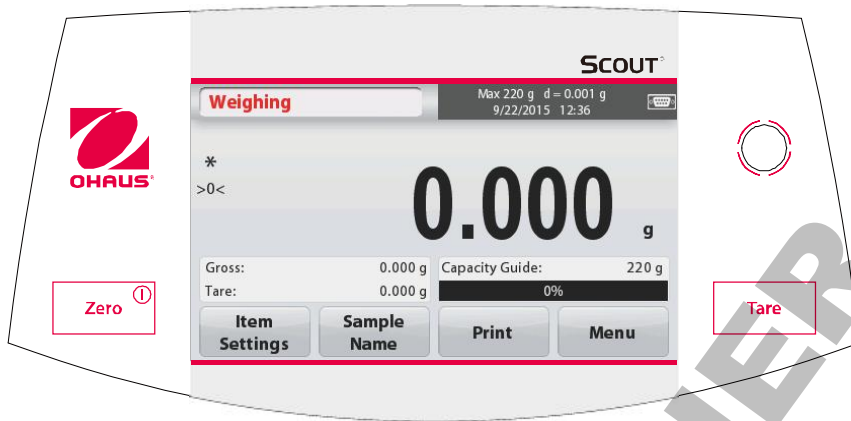 SCOUT
Weighing
Max 220 g d = 0.001 g
9/22/2015 12:36
OHAUS
*
>0<
0.000 g
Gross: 0.000 g
Tare: 0.000 g
Capacity Guide: 220 g
0%
Zero
Tare
Item Settings
Sample Name
Print
Menu